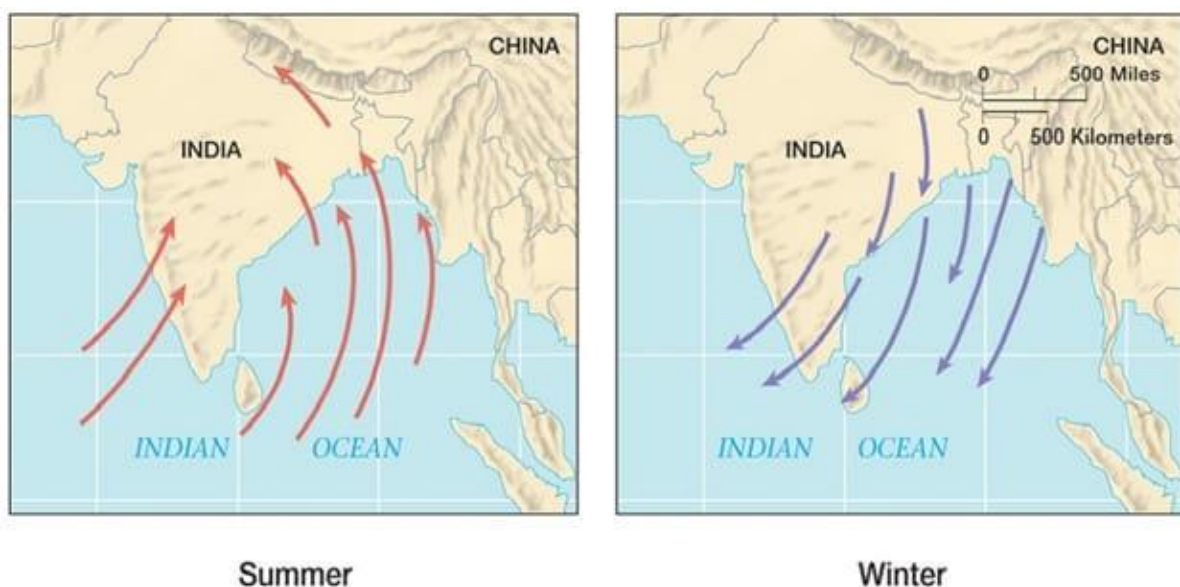 CHINA
INDIA
INDIAN OCEAN
Summer
CHINA
0 500 Miles
0 500 Kilometers
INDIA
INDIAN OCEAN
Winter